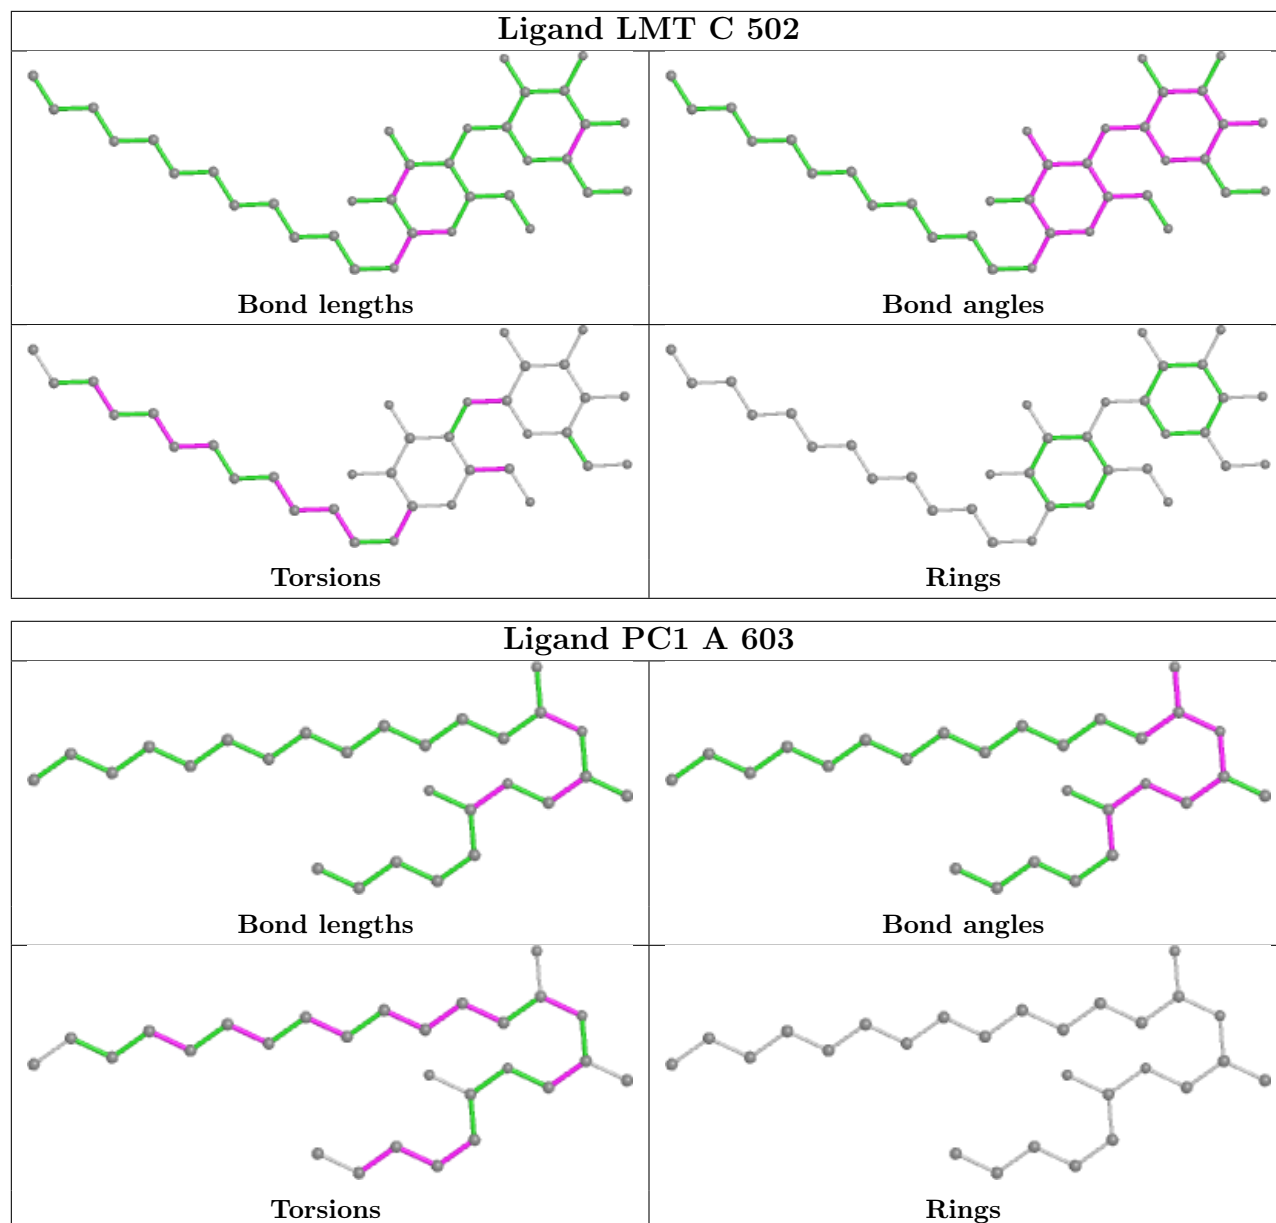 Ligand LMT C 502
Bond lengths
Bond angles
Torsions
Rings
Ligand PC1 A 603
Bond lengths
Bond angles
Torsions
Rings